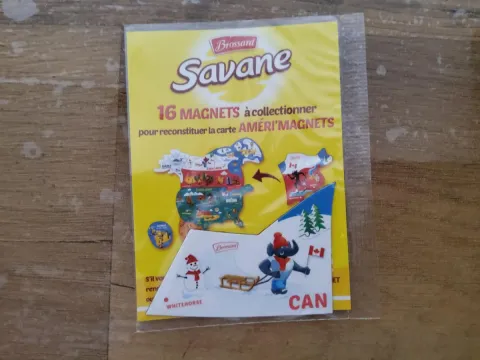 Brossard
Savane
16 MAGNETS à collectionner
pour reconstituer la carte AMÉRI'MAGNETS
Brossard
WHITEHORSE
CAN